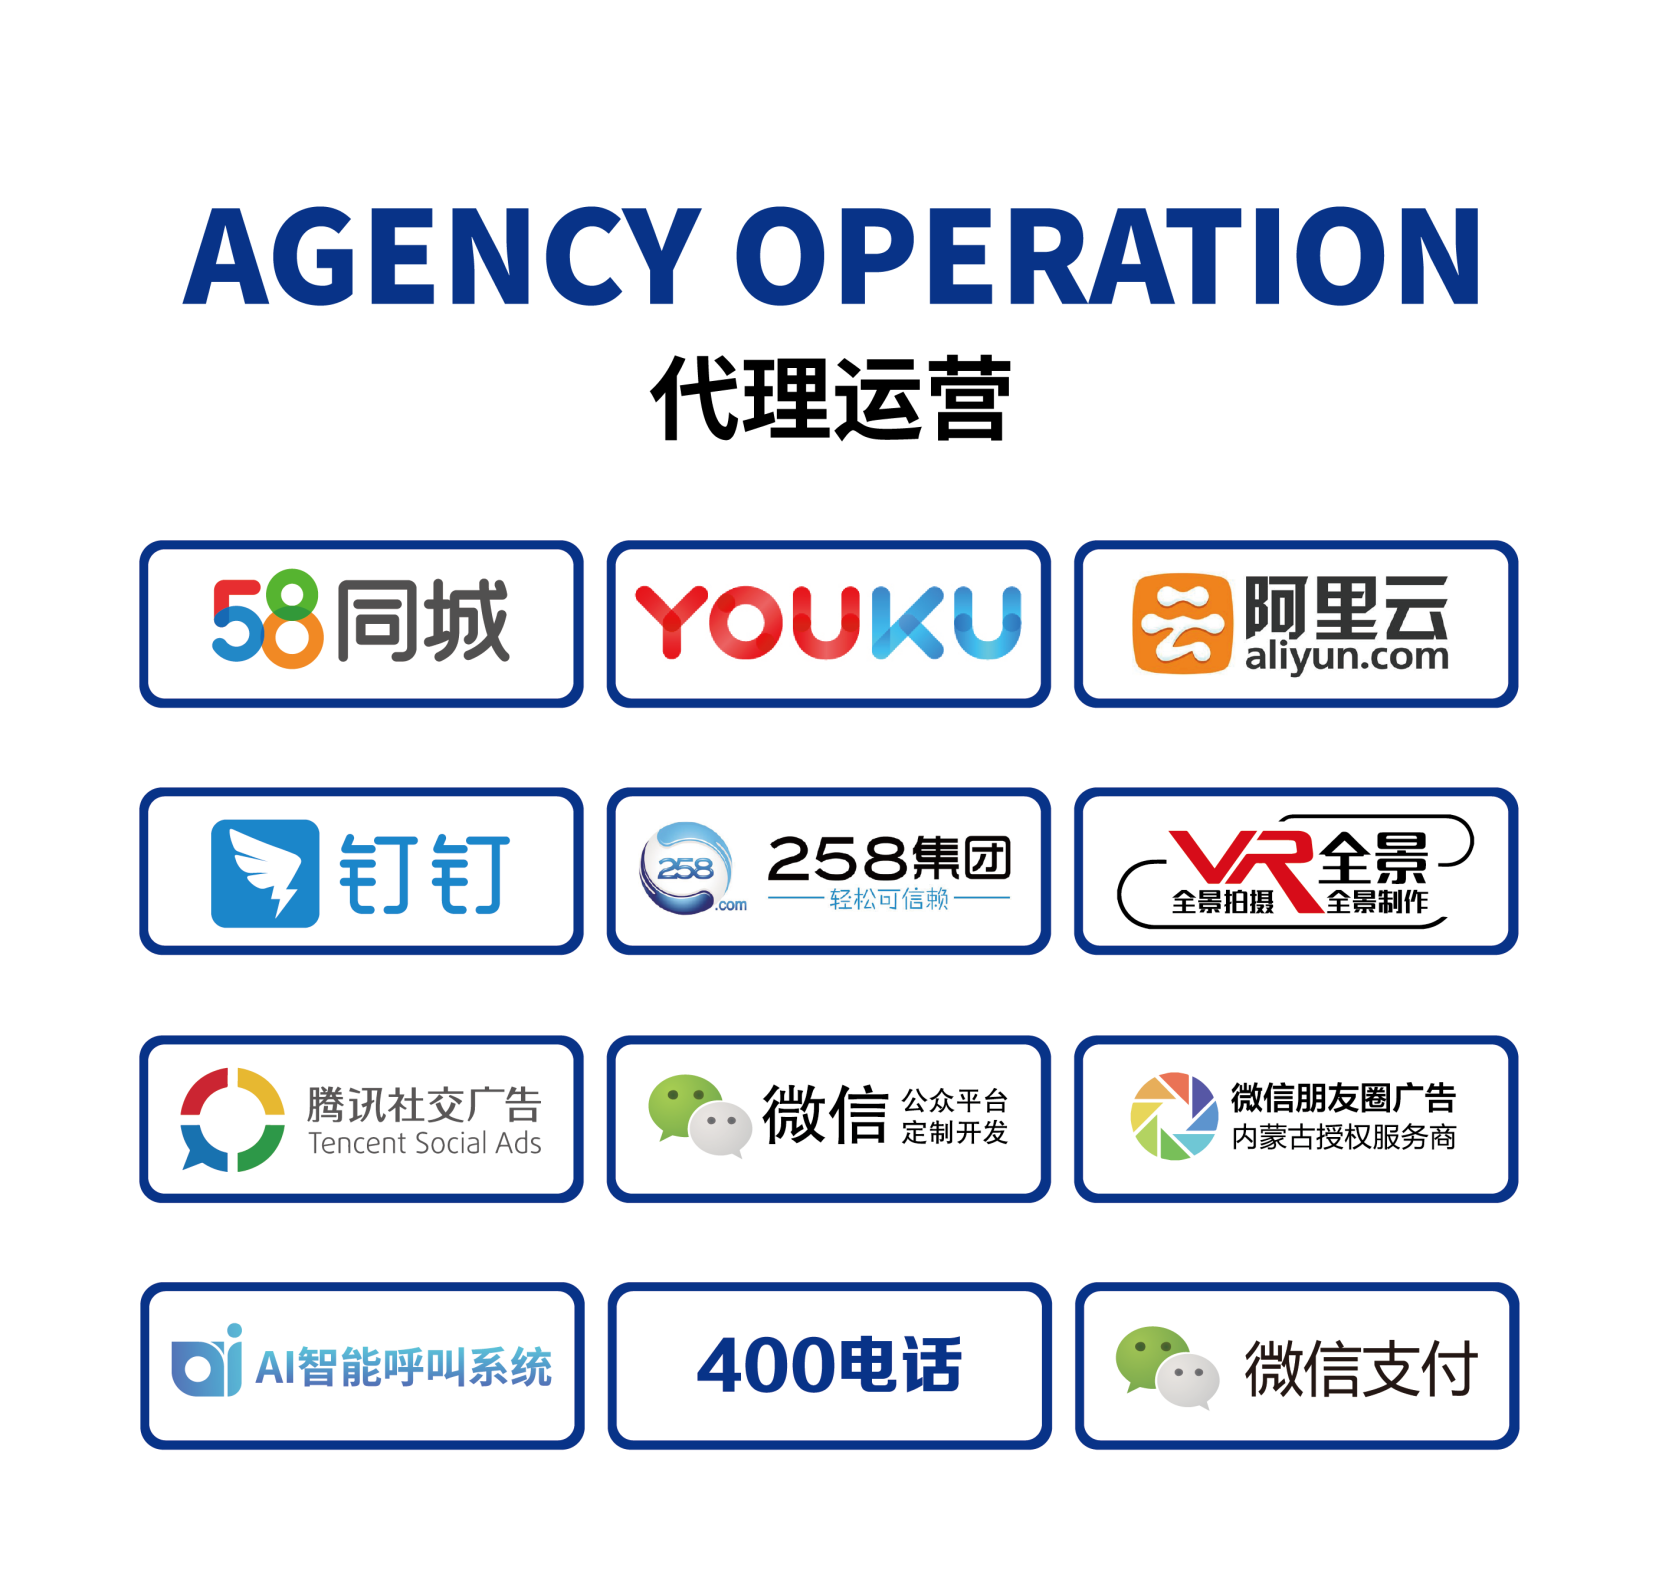 AGENCY OPERATION
代理运营
58同城
YOUKU
阿里云
aliyun.com
钉钉
258
.com
258集团
轻松可信赖
VR全景
全景拍摄 全景制作
腾讯社交广告
Tencent Social Ads
微信
公众平台
定制开发
微信朋友圈广告
内蒙古授权服务商
ai
AI智能呼叫系统
400电话
微信支付